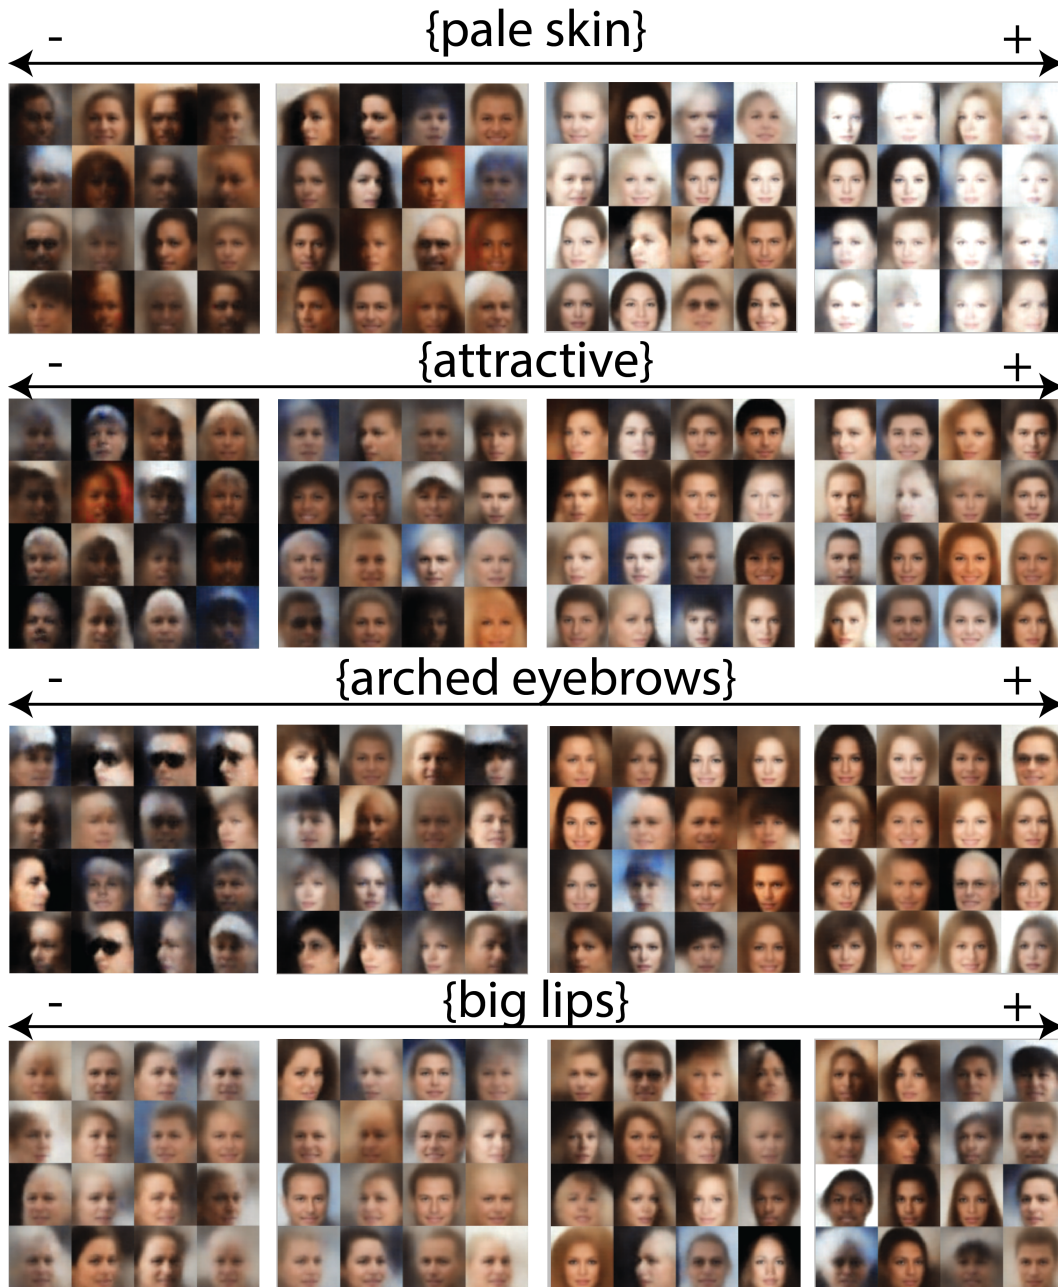 {pale skin}
- +
{attractive}
- +
{arched eyebrows}
- +
{big lips}
- +